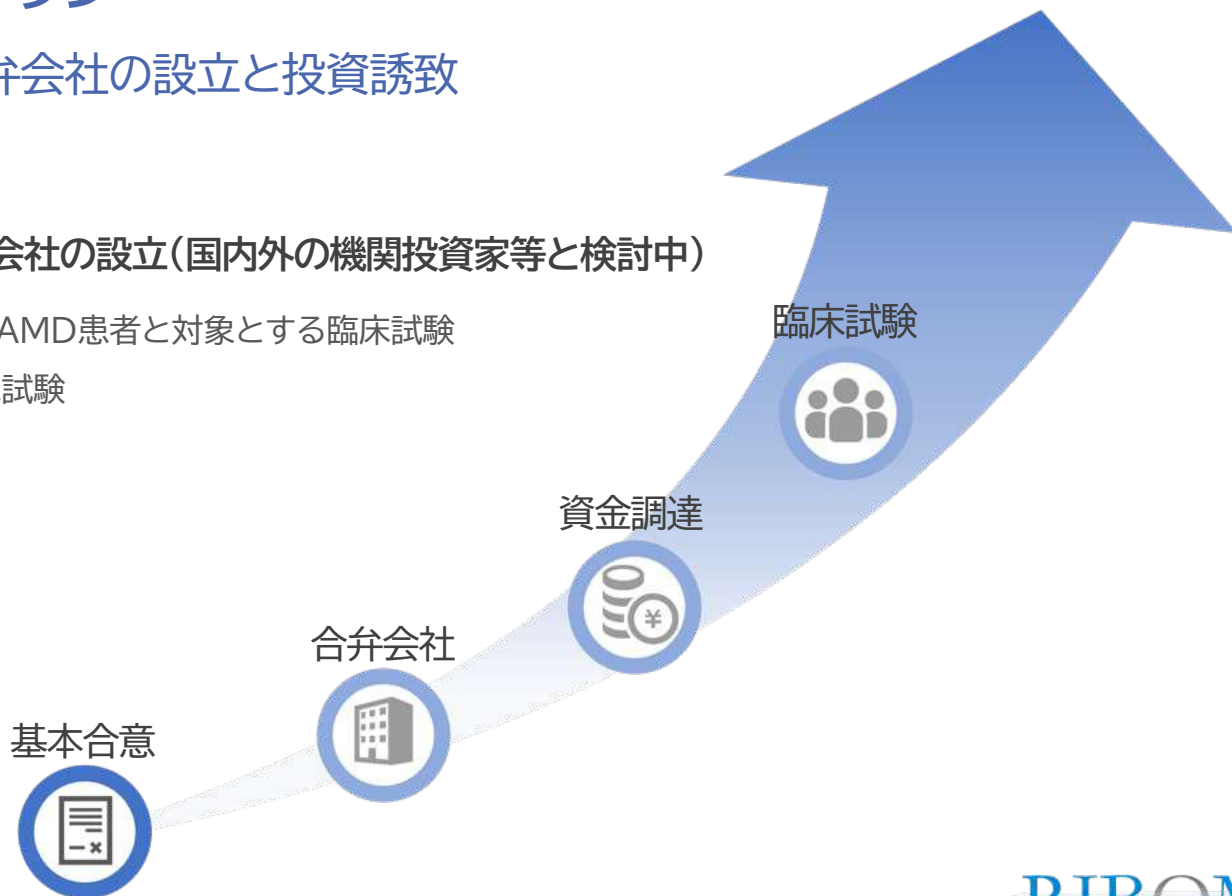 弁会社の設立と投資誘致
会社の設立(国内外の機関投資家等と検討中)
AMD患者と対象とする臨床試験
試験
臨床試験
資金調達
¥
合弁会社
基本合意